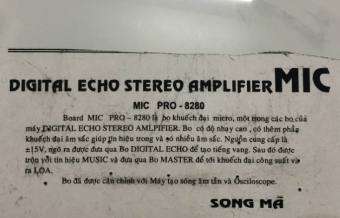 DIGITAL ECHO STEREO AMPLIFIER MIC
MIC PRO - 8280
Board MIC PRO - 8280 là bo khuếch đại micro, một trong các bo của
máy DIGITAL ECHO STEREO AMLPIFIER. Bo có độ nhạy cao, có thêm phần
khuếch đại âm sắc giúp tín hiệu trong và có nhiều âm sắc. Nguồn cung cấp là
±15V, ngõ ra được đưa qua Bo DIGITAL ECHO để tạo tiếng vang. Sau đó được
trộn với tín hiệu MUSIC và đưa qua Bo MASTER để tới khuếch đại công suất và
ra LOA.
Bo đã được cân chỉnh với Máy tạo sóng âm tần và Osciloscope.
SONG MÃ